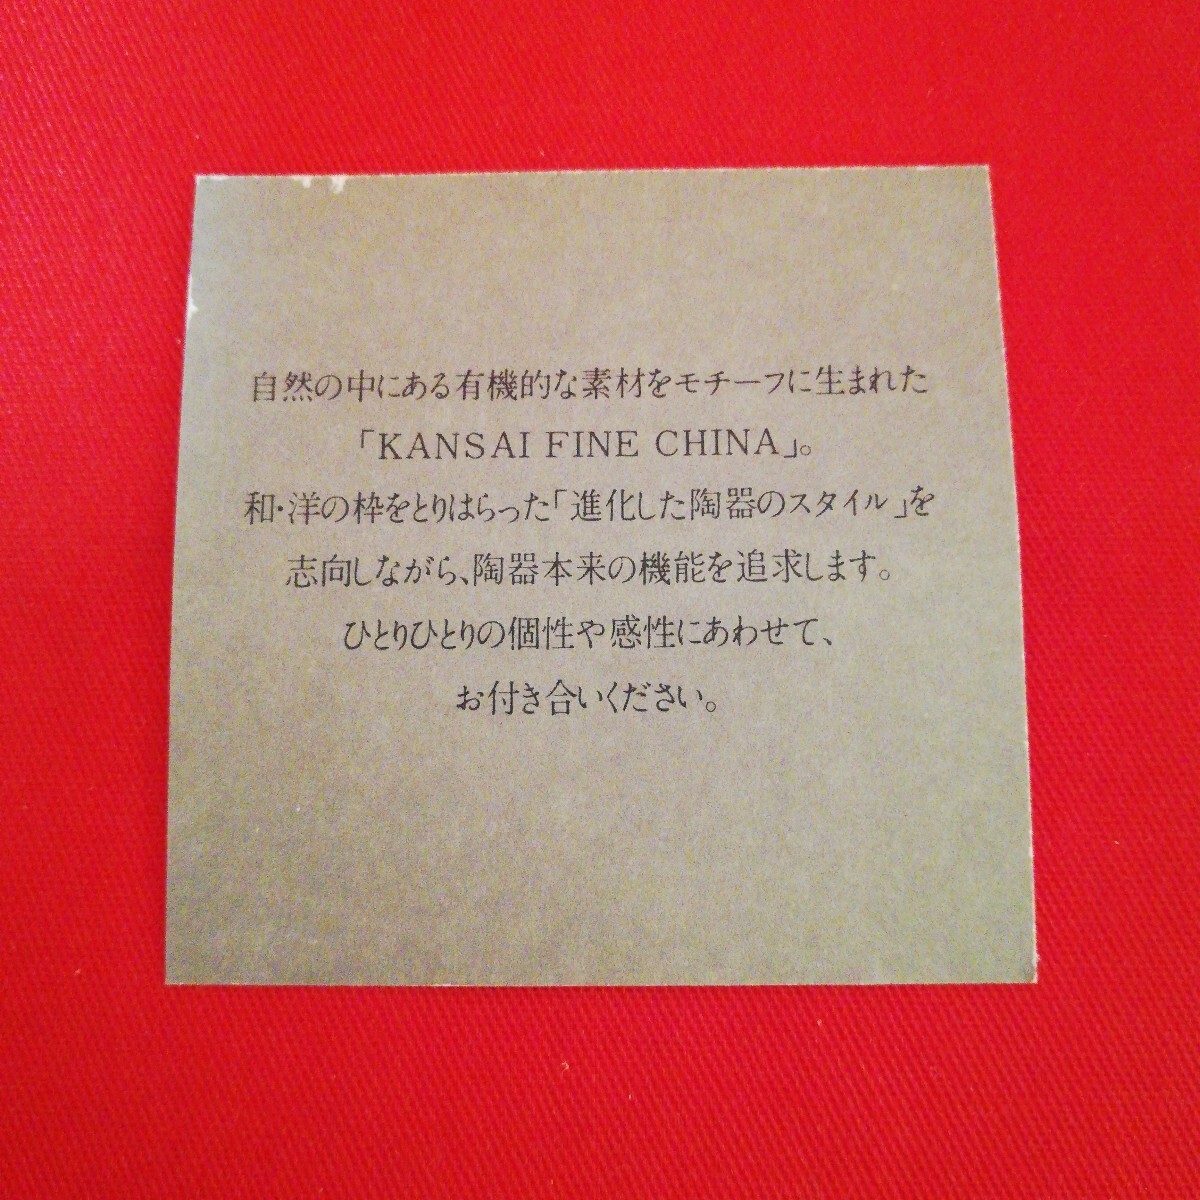 自然の中にある有機的な素材をモチーフに生まれた
「KANSAI FINE CHINA」。
和・洋の枠をとりはらった「進化した陶器のスタイル」を
志向しながら、陶器本来の機能を追求します。
ひとりひとりの個性や感性にあわせて、
お付き合いください。